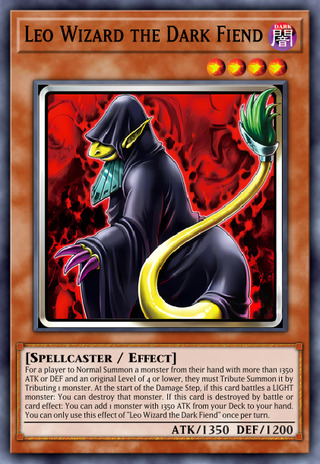 Leo Wizard the Dark Fiend
DARK
闇
[Spellcaster / Effect]
For a player to Normal Summon a monster from their hand with more than 1350
ATK or DEF and an original Level of 4 or lower, they must Tribute Summon it by
Tributing 1 monster. At the start of the Damage Step, if this card battles a LIGHT
monster: You can destroy that monster. If this card is destroyed by battle or
card effect: You can add 1 monster with 1350 ATK from your Deck to your hand.
You can only use this effect of "Leo Wizard the Dark Fiend" once per turn.
ATK/1350 DEF/1200